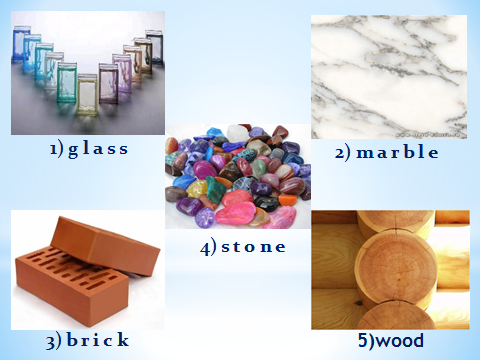 1) glass
2) marble
4) stone
3) brick
5)wood